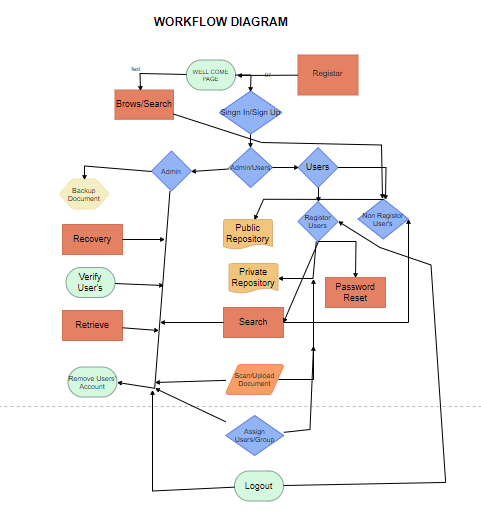 WORKFLOW DIAGRAM
WELL COME
PAGE
Registar
text
or
Brows/Search
Singn In/Sign Up
Admin
Admin/Users
Users
Backup
Document
Register
Users
Non Registor
User's
Public
Repository
Recovery
Verify
User's
Private
Repository
Password
Reset
Retrieve
Search
Remove Users
Account
Scan/Upload
Document
Assign
Users/Group
Logout